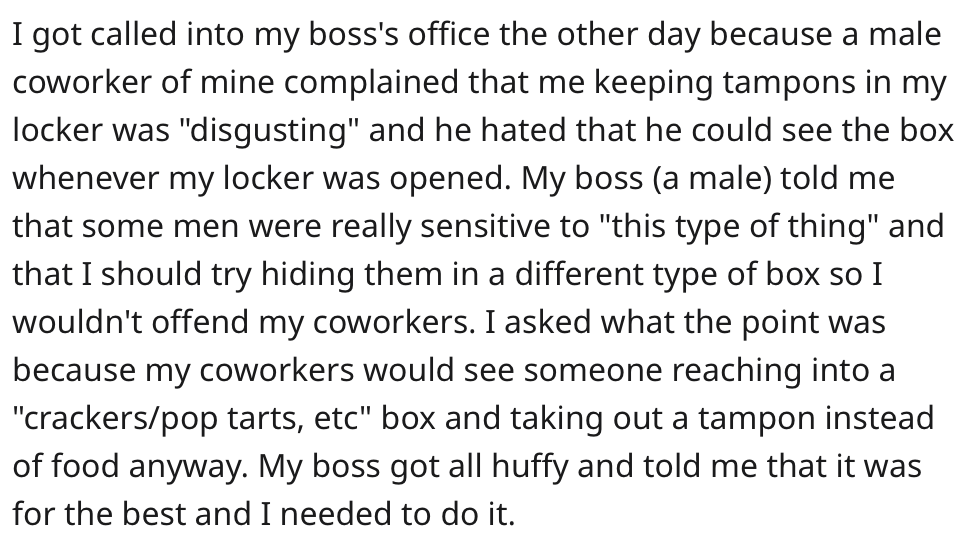 I got called into my boss's office the other day because a male
coworker of mine complained that me keeping tampons in my
locker was "disgusting" and he hated that he could see the box
whenever my locker was opened. My boss (a male) told me
that some men were really sensitive to "this type of thing" and
that I should try hiding them in a different type of box so I
wouldn't offend my coworkers. I asked what the point was
because my coworkers would see someone reaching into a
"crackers/pop tarts, etc" box and taking out a tampon instead
of food anyway. My boss got all huffy and told me that it was
for the best and I needed to do it.